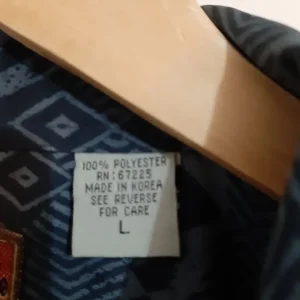 100% POLYESTER
RN: 67225
MADE IN KOREA
SEE REVERSE
FOR CARE
L